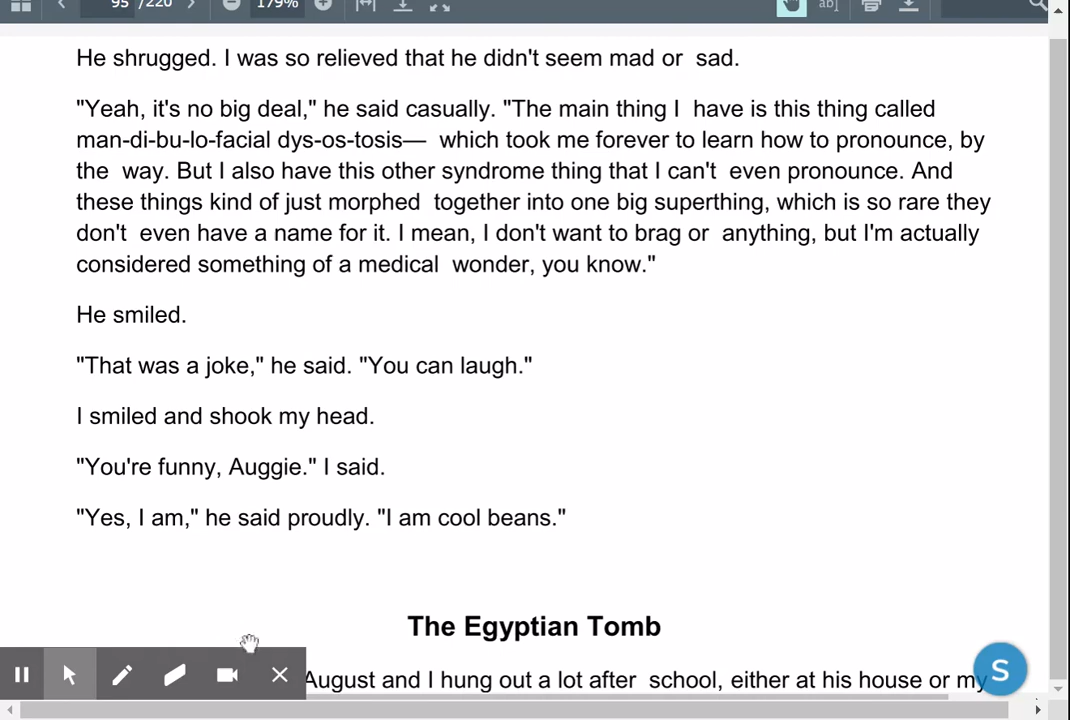 95 /220
179%
ab]
He shrugged. I was so relieved that he didn't seem mad or sad.
"Yeah, it's no big deal," he said casually. "The main thing I have is this thing called
man-di-bu-lo-facial dys-os-tosis— which took me forever to learn how to pronounce, by
the way. But I also have this other syndrome thing that I can't even pronounce. And
these things kind of just morphed together into one big superthing, which is so rare they
don't even have a name for it. I mean, I don't want to brag or anything, but I'm actually
considered something of a medical wonder, you know."
He smiled.
"That was a joke," he said. "You can laugh."
I smiled and shook my head.
"You're funny, Auggie." I said.
"Yes, I am," he said proudly. "I am cool beans."
The Egyptian Tomb
August and I hung out a lot after school, either at his house or my
S